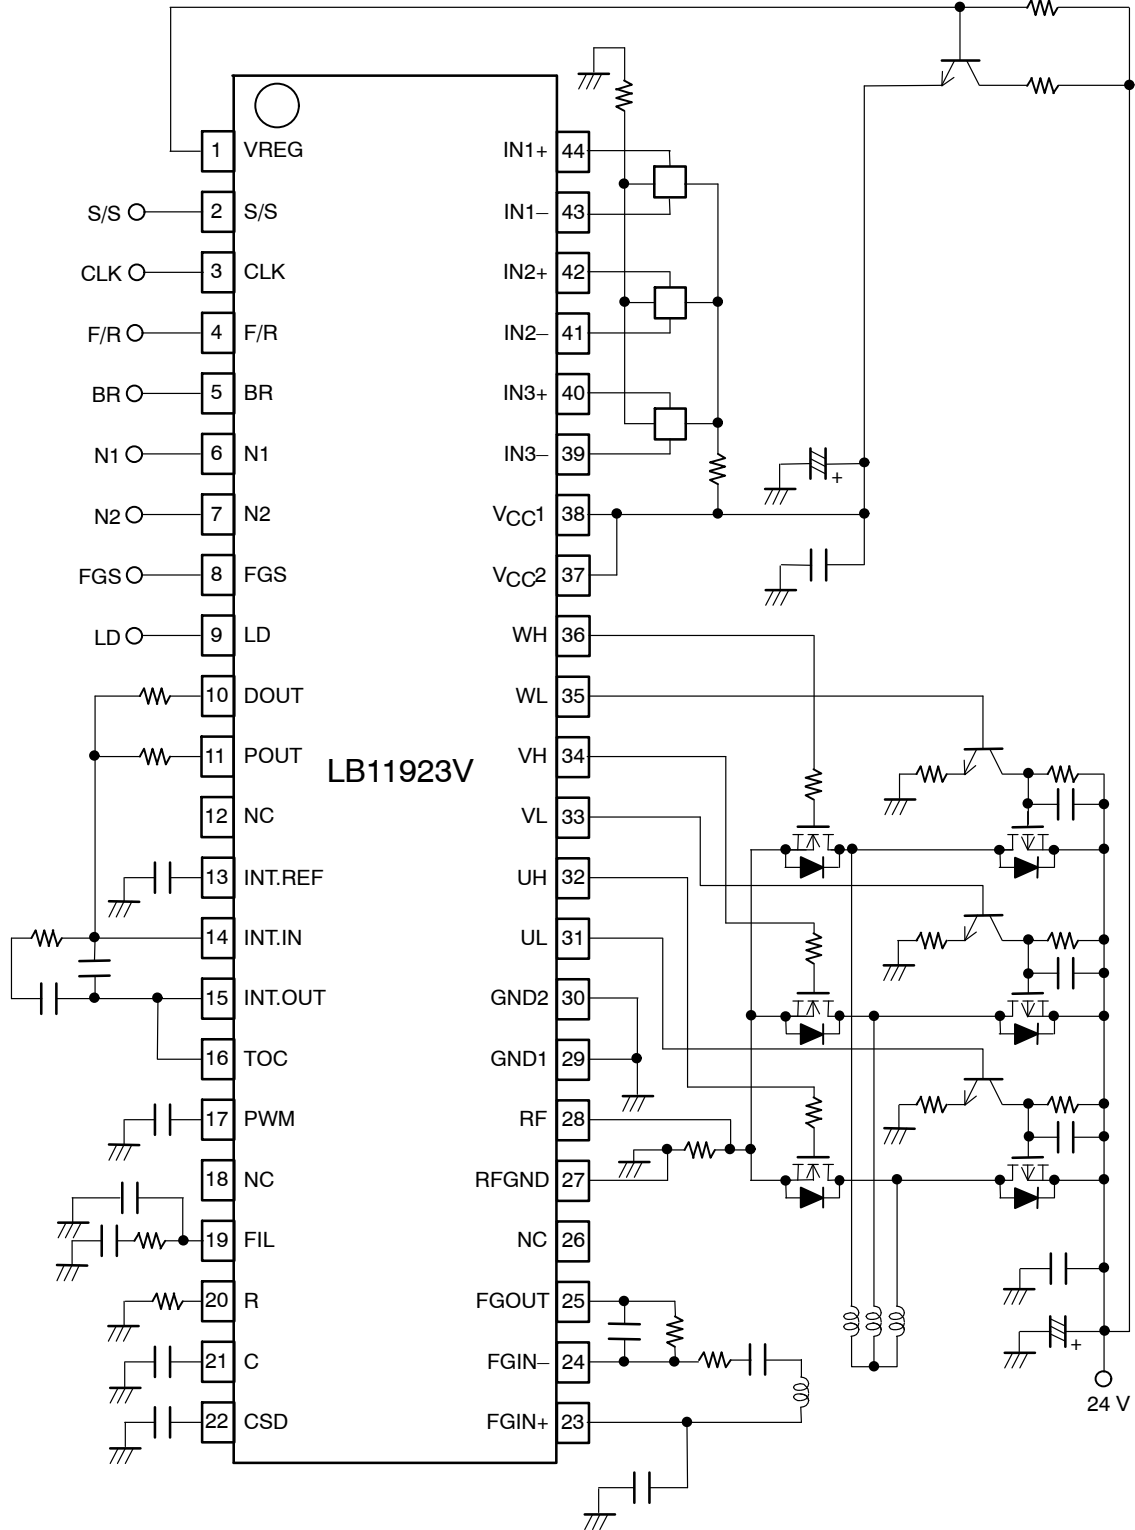 1 VREG IN1+ 44
S/S 2 S/S IN1– 43
CLK 3 CLK IN2+ 42
F/R 4 F/R IN2– 41
BR 5 BR IN3+ 40
N1 6 N1 IN3– 39
+
N2 7 N2 VCC1 38
FGS 8 FGS VCC2 37
LD 9 LD WH 36
10 DOUT WL 35
11 POUT VH 34
LB11923V
12 NC VL 33
13 INT.REF UH 32
14 INT.IN UL 31
15 INT.OUT GND2 30
16 TOC GND1 29
17 PWM RF 28
18 NC RFGND 27
19 FIL NC 26
20 R FGOUT 25
+
21 C FGIN– 24
24 V
22 CSD FGIN+ 23